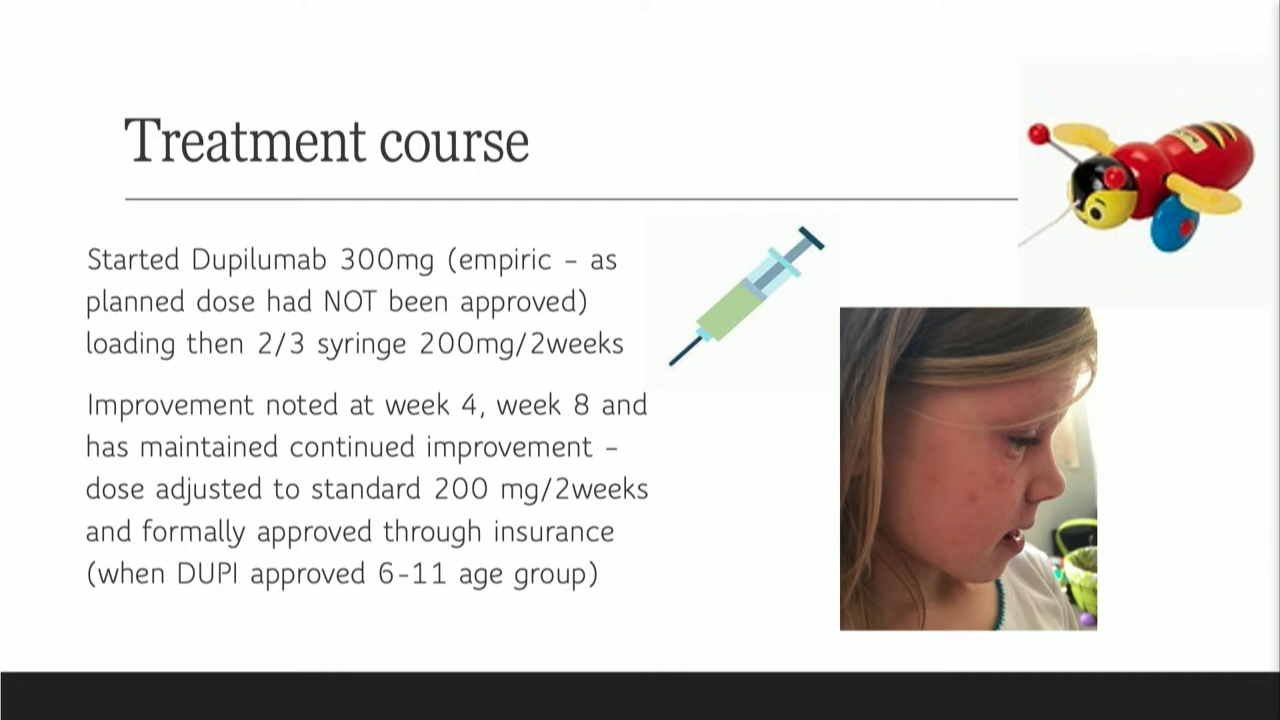 Treatment course
Started Dupilumab 300mg (empiric – as
planned dose had NOT been approved)
loading then 2/3 syringe 200mg/2weeks
Improvement noted at week 4, week 8 and
has maintained continued improvement –
dose adjusted to standard 200 mg/2weeks
and formally approved through insurance
(when DUPI approved 6-11 age group)